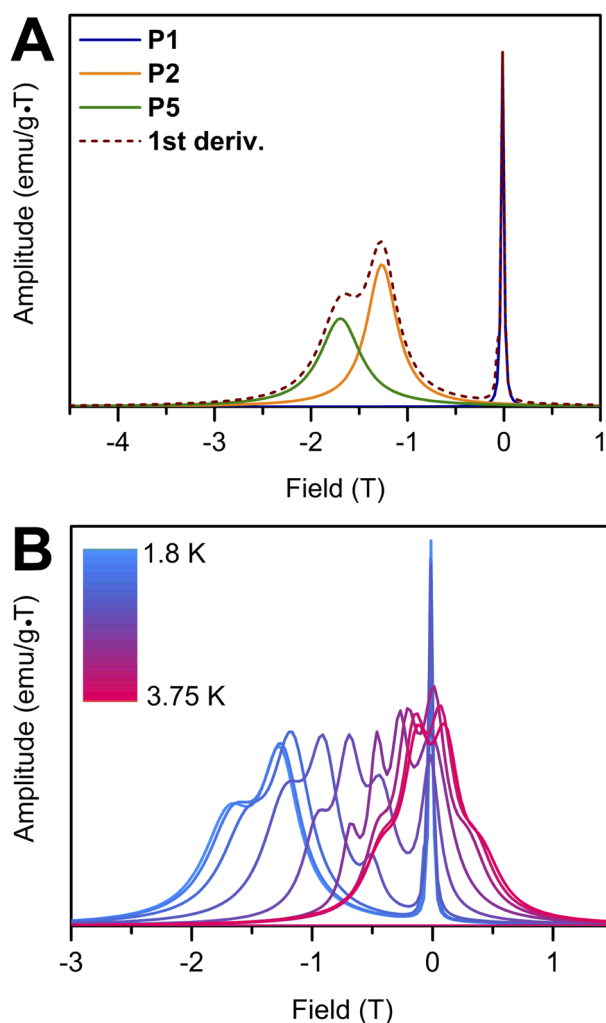 A
P1
P2
P5
1st deriv.
Amplitude (emu/g•T)
-4
-3
-2
-1
0
1
Field (T)
B
1.8 K
3.75 K
Amplitude (emu/g•T)
-3
-2
-1
0
1
Field (T)